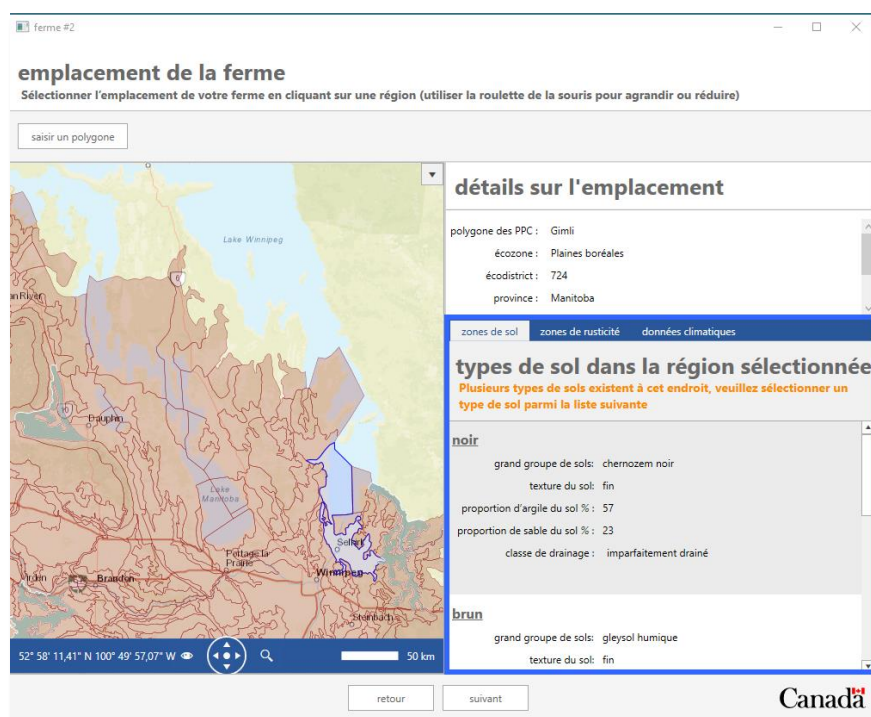 ferme #2
emplacement de la ferme
Sélectionner l'emplacement de votre ferme en cliquant sur une région (utiliser la roulette de la souris pour agrandir ou réduire)
saisir un polygone
Lake Winnipeg
6
an River
10
Dauphin
Lake
Manitoba
Selkirk
Portage la
Prairie
Winnipeg
Brandon
Steinbach
52° 58' 11,41" N 100° 49' 57,07" W
50 km
détails sur l'emplacement
polygone des PPC : Gimli
écozone : Plaines boréales
écodistrict : 724
province : Manitoba
zones de sol zones de rusticité données climatiques
types de sol dans la région sélectionnée
Plusieurs types de sols existent à cet endroit, veuillez sélectionner un
type de sol parmi la liste suivante
noir
grand groupe de sols: chernozem noir
texture du sol: fin
proportion d'argile du sol % : 57
proportion de sable du sol % : 23
classe de drainage : imparfaitement drainé
brun
grand groupe de sols: gleysol humique
texture du sol: fin
retour suivant
Canada